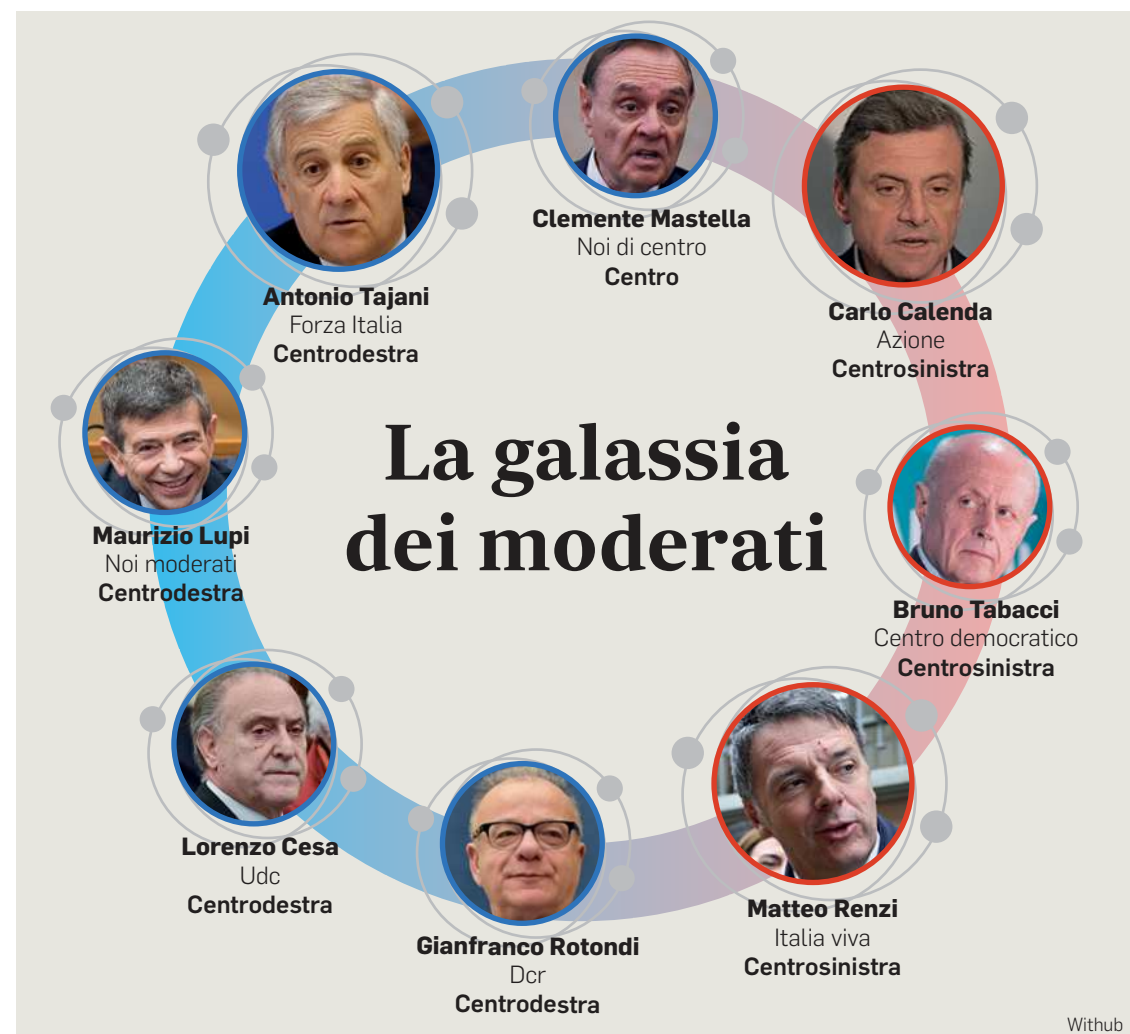 Clemente Mastella
Noi di centro
Centro
Antonio Tajani
Forza Italia
Centrodestra
Carlo Calenda
Azione
Centrosinistra
La galassia
dei moderati
Maurizio Lupi
Noi moderati
Centrodestra
Bruno Tabacci
Centro democratico
Centrosinistra
Lorenzo Cesa
Udc
Centrodestra
Matteo Renzi
Italia viva
Centrosinistra
Gianfranco Rotondi
Dcr
Centrodestra
Withub